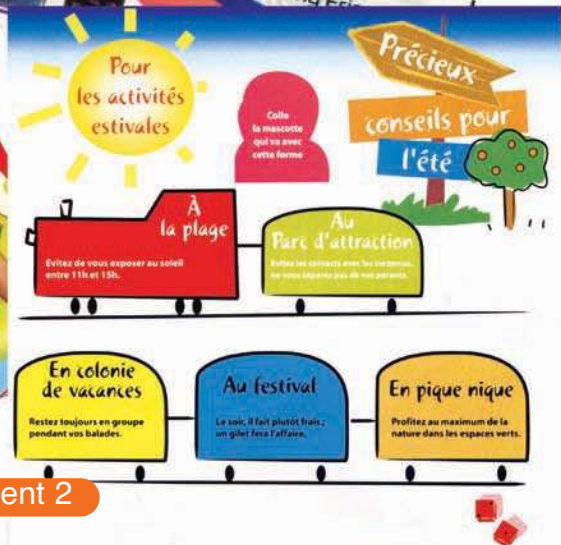 Pour
les activités
estivales
Colle
la mascotte
qui va avec
cette forme
Précieux
conseils pour
l'été
À
la plage
Évitez de vous exposer au soleil
entre 11h et 15h.
Au
Parc d'attraction
Évitez les contacts avec les inconnus,
ne vous séparez pas de vos parents.
En colonie
de vacances
Restez toujours en groupe
pendant vos balades.
Au festival
Le soir, il fait plutôt frais ;
un gilet fera l'affaire.
En pique nique
Profitez au maximum de la
nature dans les espaces verts.
ent 2